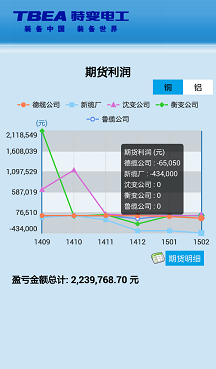 TBEA 特变电工
装备中国 装备世界
期货利润
铜 铝
德缆公司 新缆厂 沈变公司 衡变公司
鲁缆公司
(元)
2,118,549
1,608,039
1,097,529
587,019
76,510
-434,000
1409 1410 1411 1412 1501 1502
期货利润 (元)
德缆公司 : -65,050
新缆厂 : -434,000
沈变公司 : 0
衡变公司 : 0
鲁缆公司 : 0
期货明细
盈亏金额总计: 2,239,768.70 元